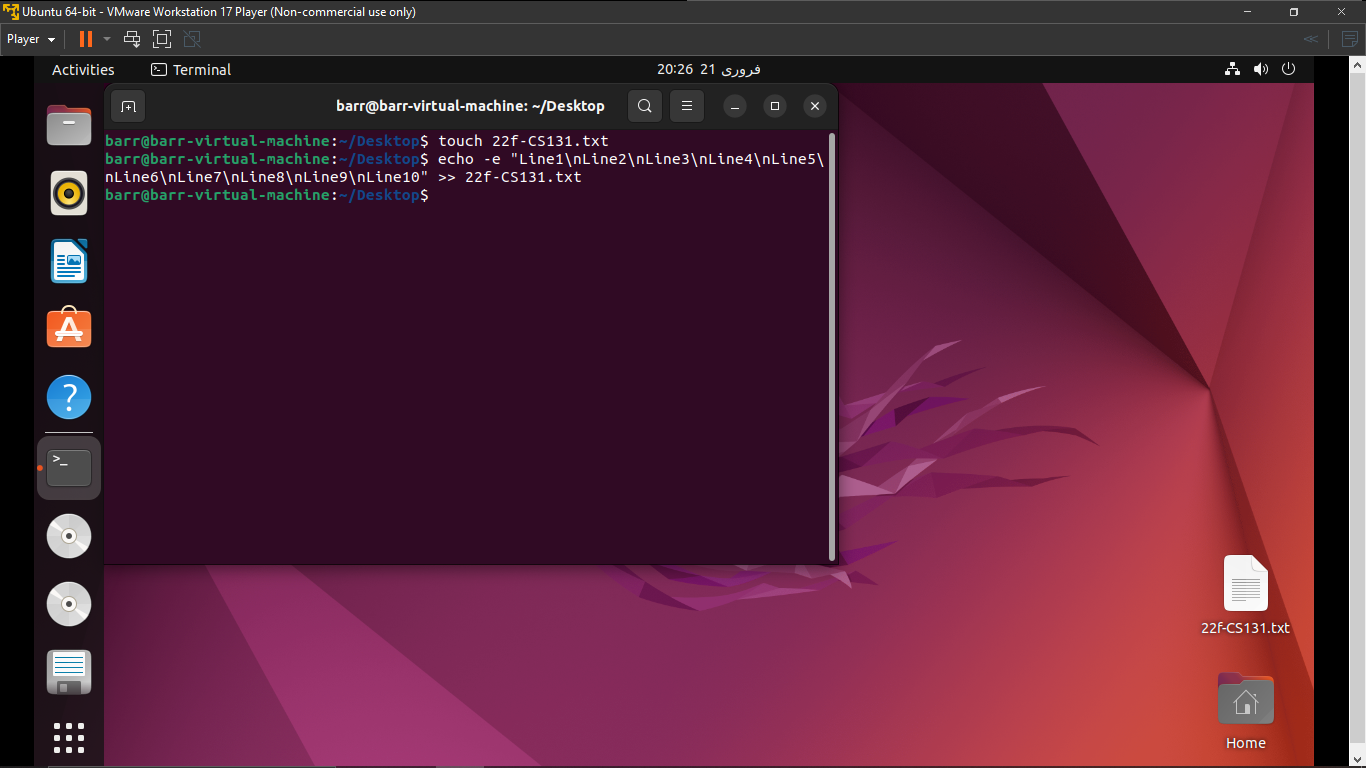 Ubuntu 64-bit - VMware Workstation 17 Player (Non-commercial use only)
Player
Activities
Terminal
20:26 21 فروری
barr@barr-virtual-machine: ~/Desktop
barr@barr-virtual-machine:~/Desktop$ touch 22f-CS131.txt
barr@barr-virtual-machine:~/Desktop$ echo -e "Line1\nLine2\nLine3\nLine4\nLine5\
nLine6\nLine7\nLine8\nLine9\nLine10" >> 22f-CS131.txt
barr@barr-virtual-machine:~/Desktop$
22f-CS131.txt
Home